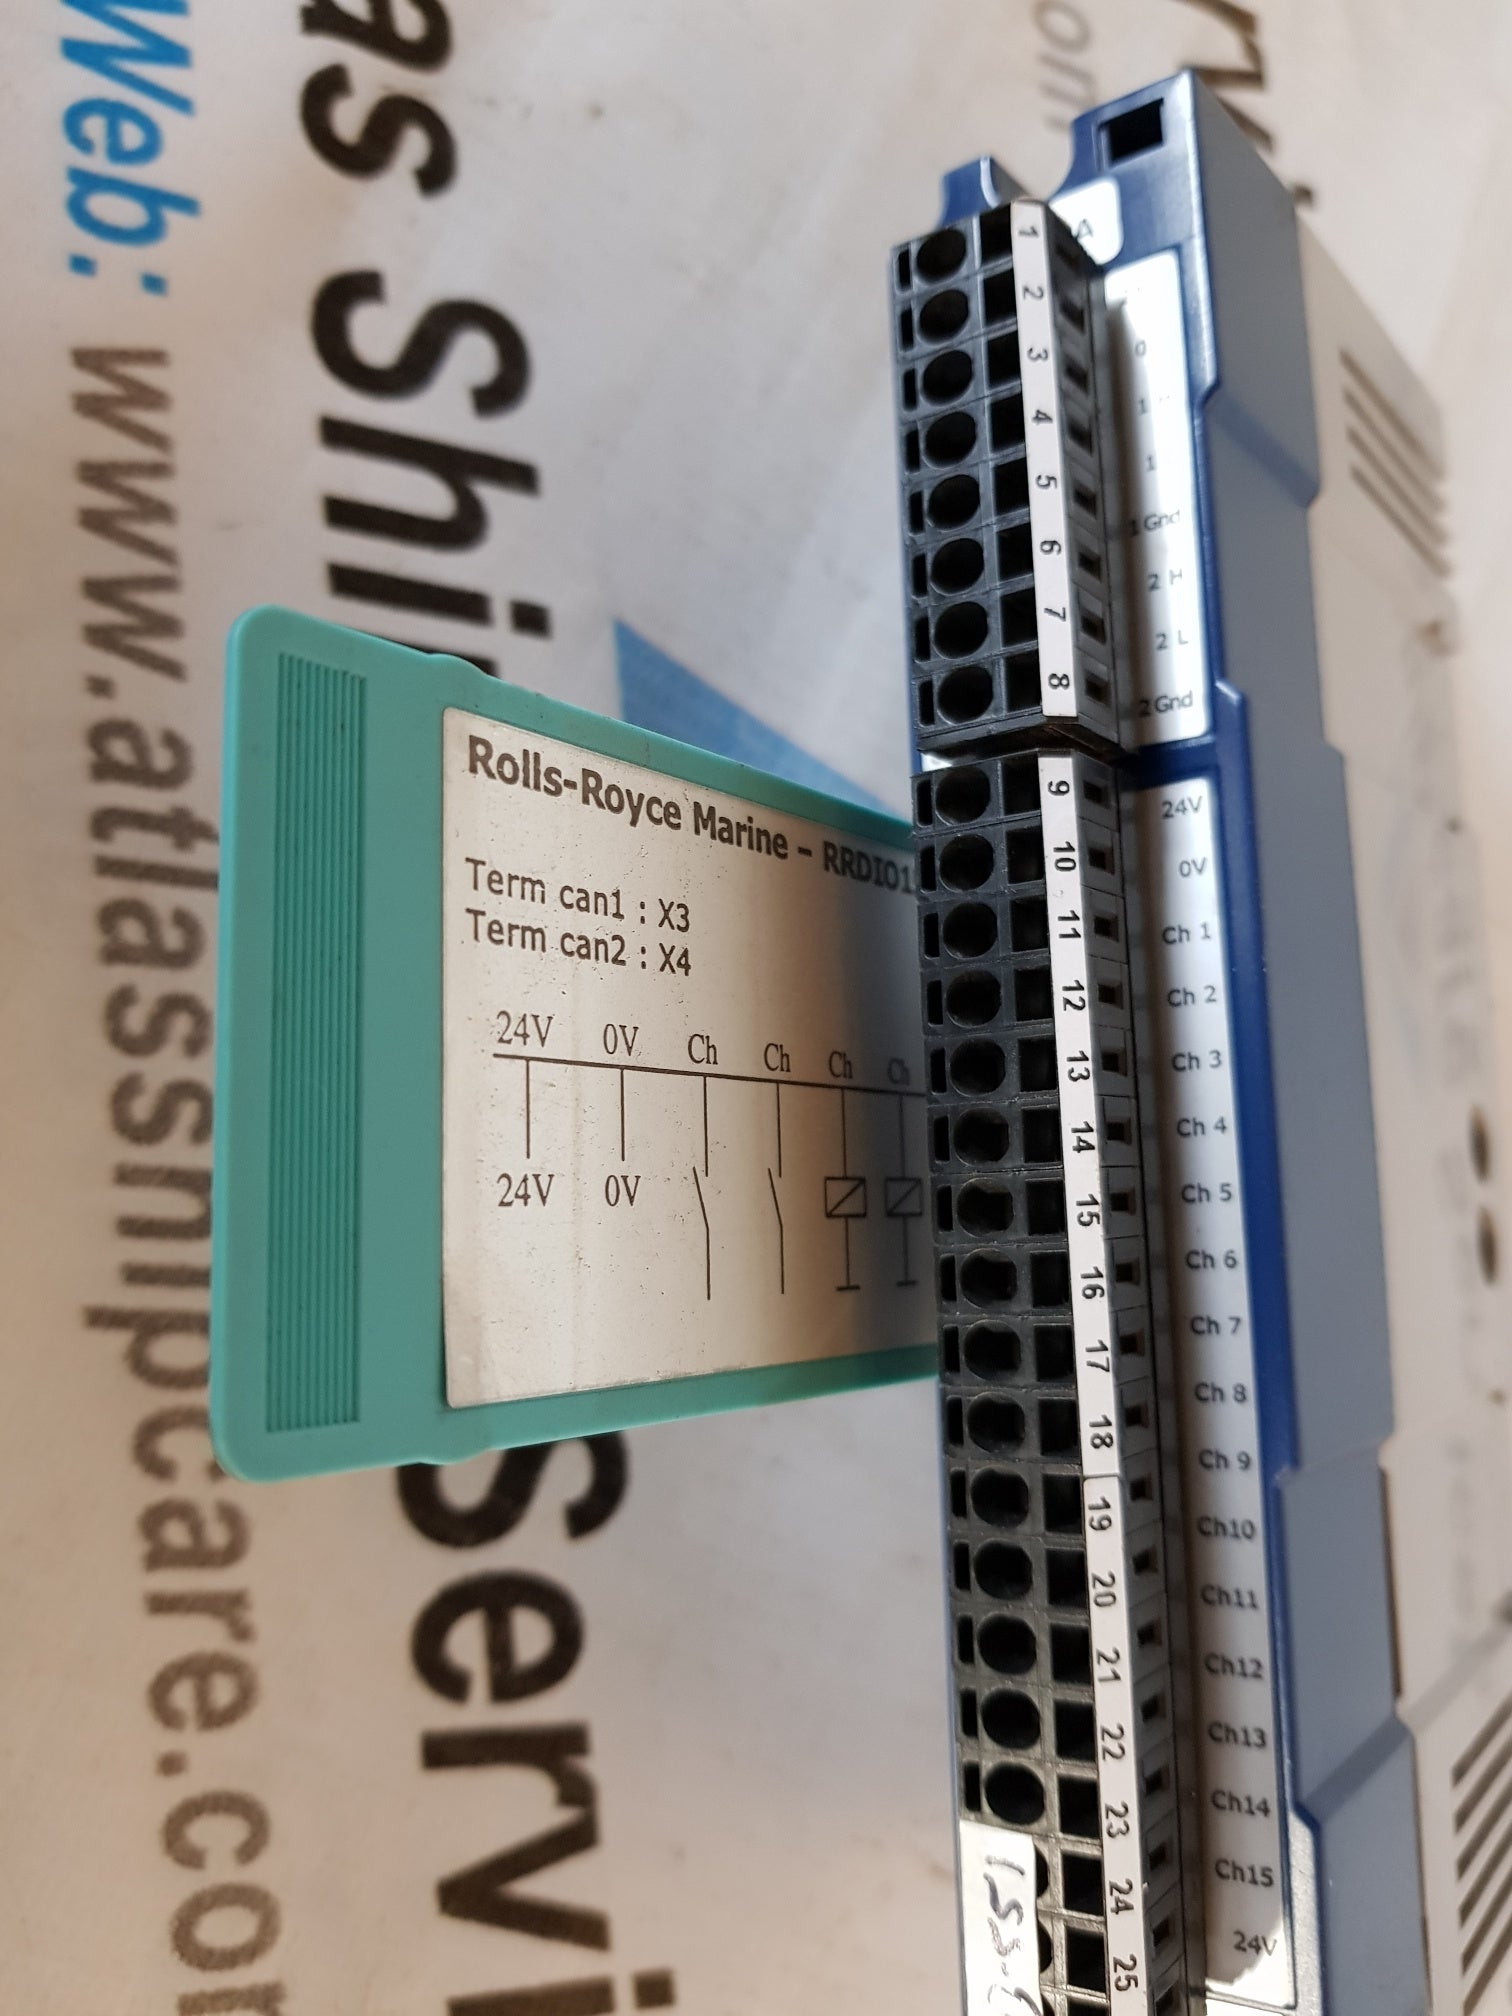 Rolls-Royce Marine –
Term can1 : X3
Term can2 : X4
24V 0V Ch Ch Ch Ch
24V 0V
1
2
3
4
5
6
7
8
9
10
11
12
13
14
15
16
17
18
19
20
21
22
23
24
25
A
1 Gnd
2 H
2 L
2 Gnd
24V
0V
Ch 1
Ch 2
Ch 3
Ch 4
Ch 5
Ch 6
Ch 7
Ch 8
Ch 9
Ch10
Ch11
Ch12
Ch13
Ch14
Ch15
24V
Web: www.atlasshipcare.com